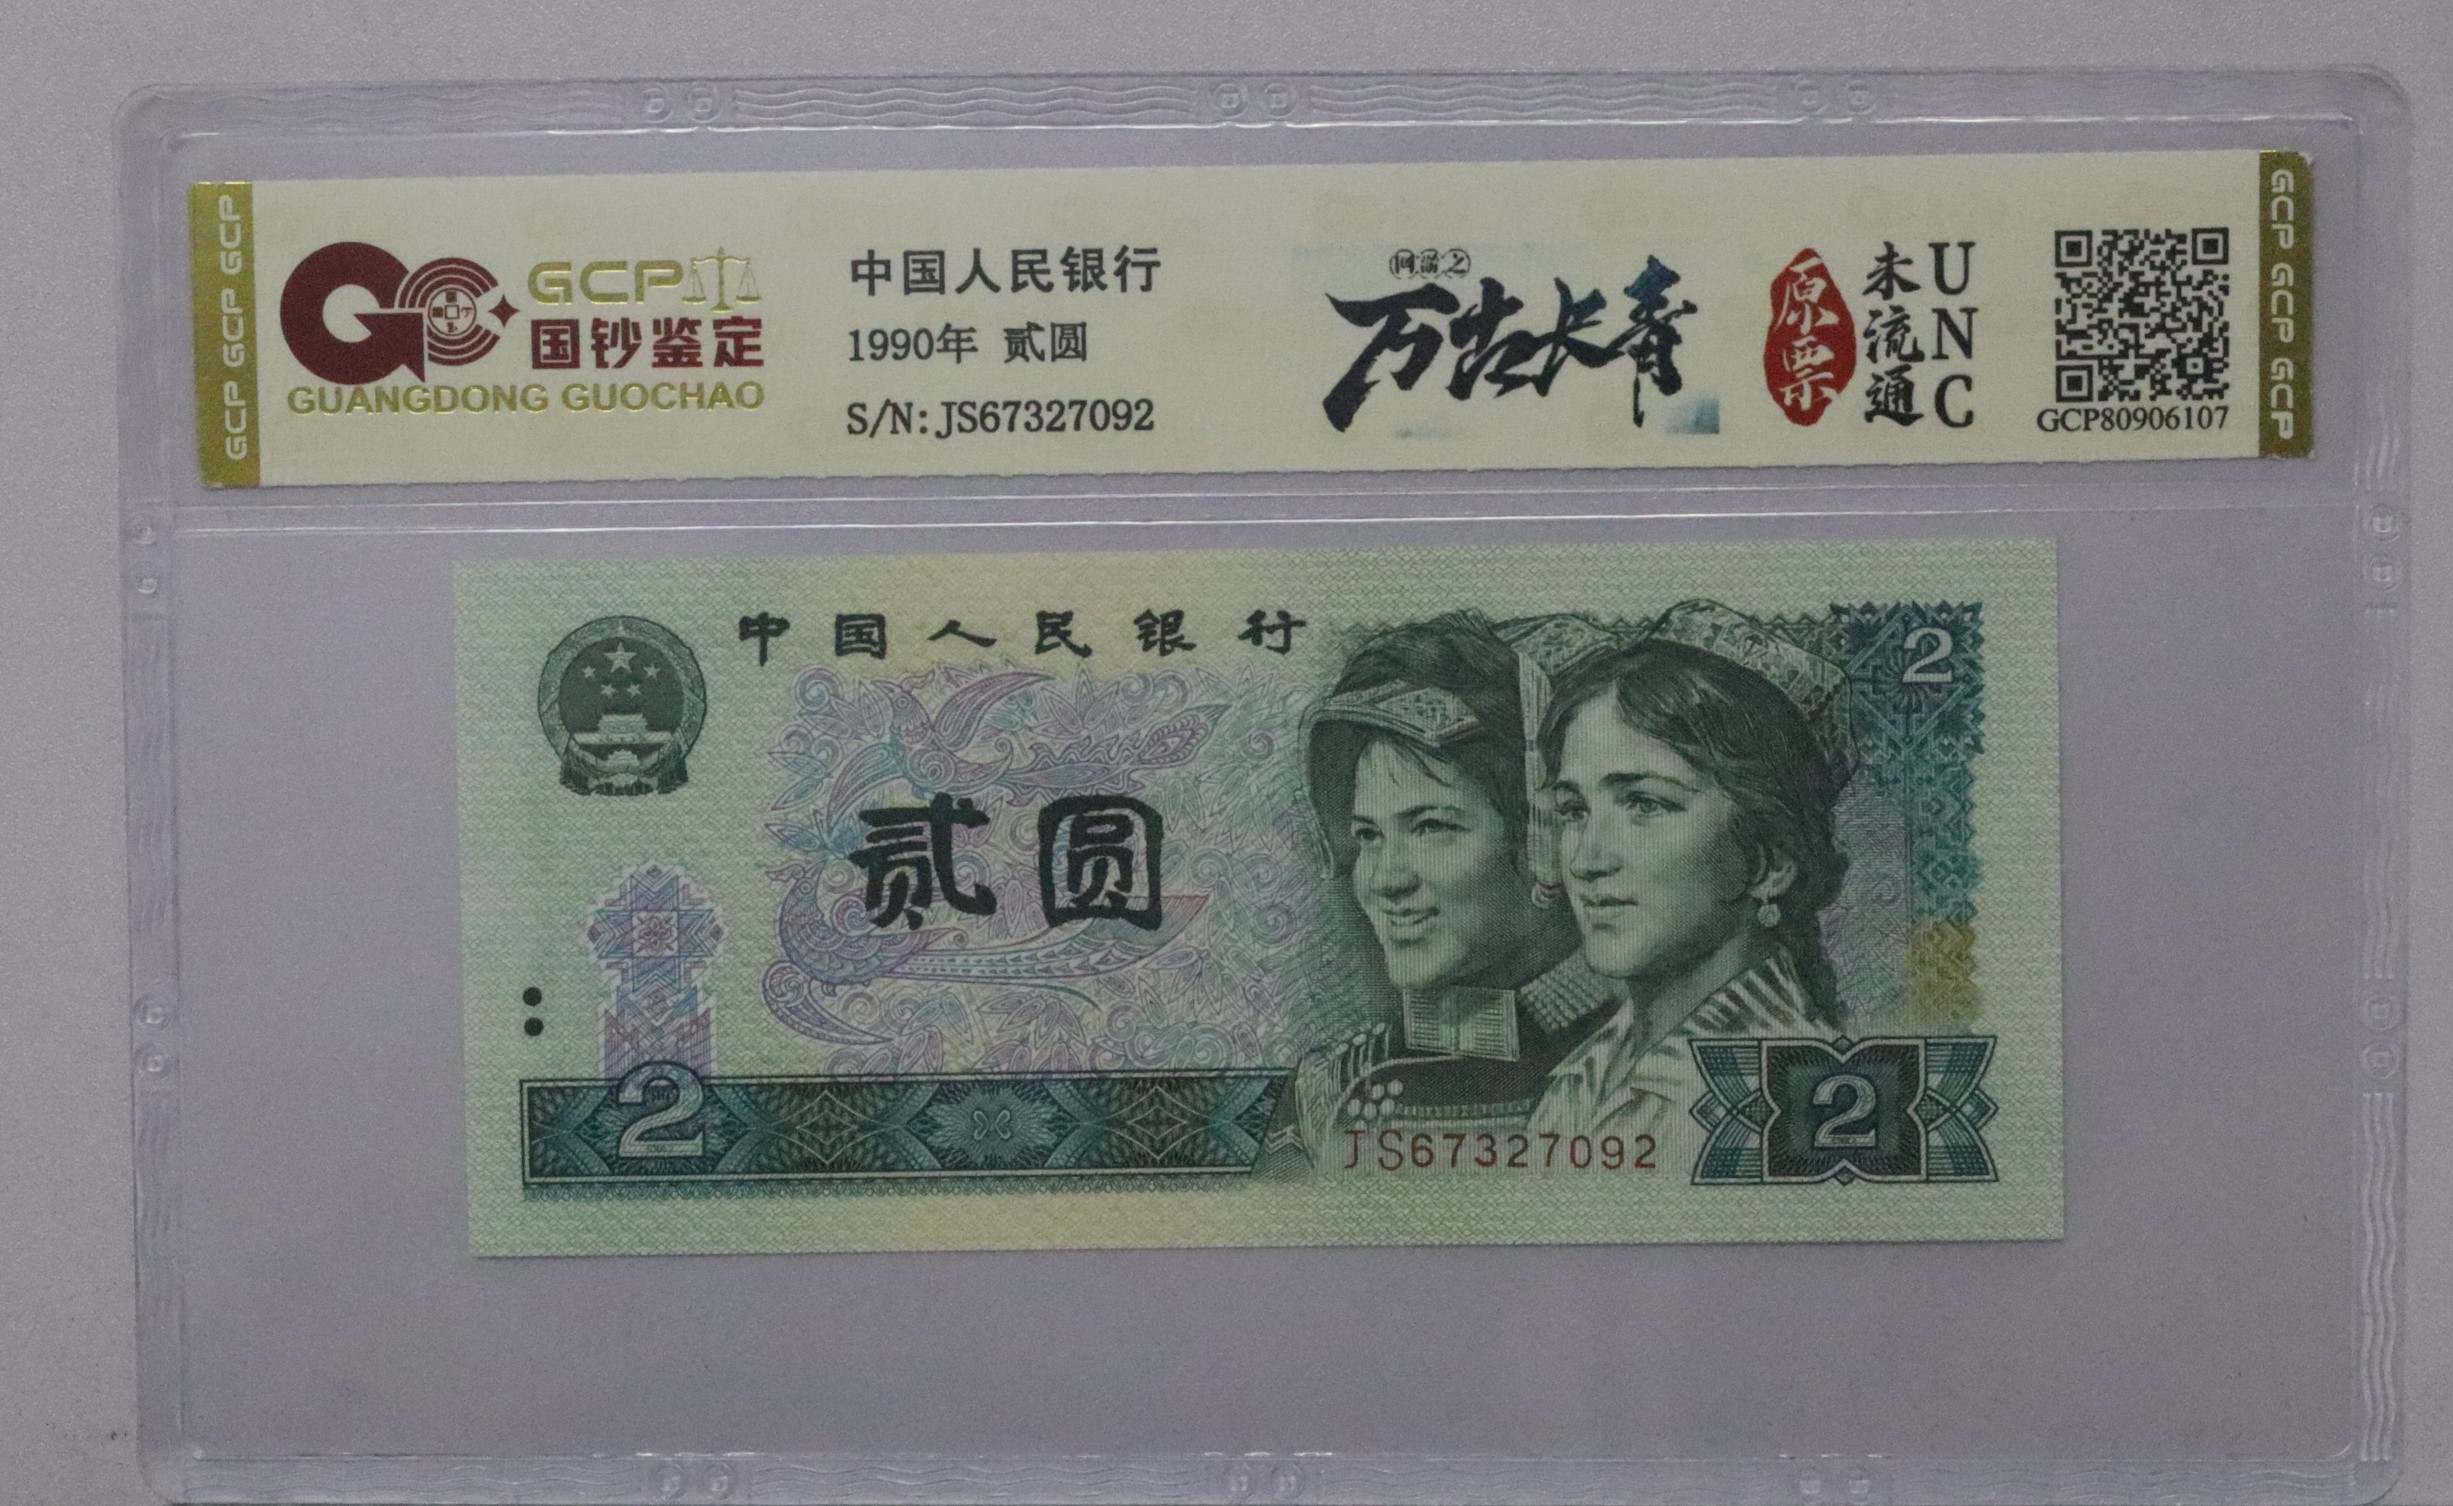 GCP GCP GCP
GCP
国钞鉴定
GUANGDONG GUOCHAO
中国人民银行
1990年 贰圆
S/N: JS67327092
万古长青
原票
未流通
UNC
GCP80906107
GCP GCP GCP
中国人民银行
2
贰圆
2
JS67327092
2